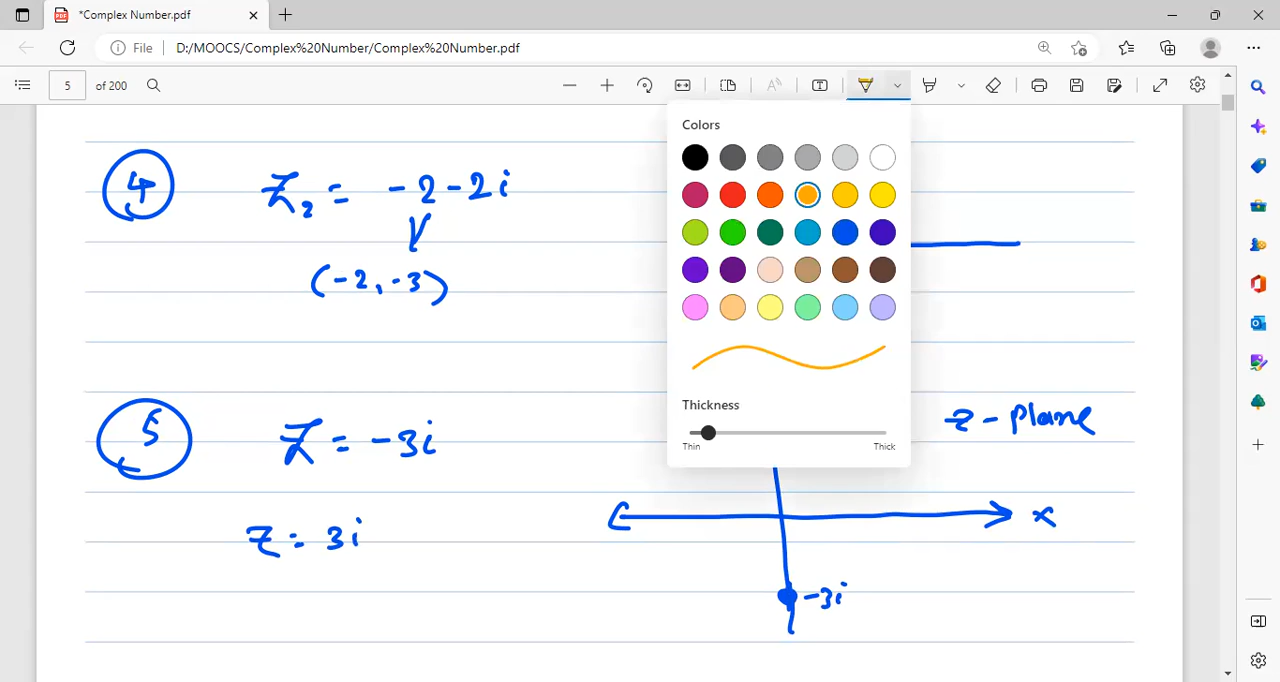 *Complex Number.pdf
File D:/MOOCS/Complex%20Number/Complex%20Number.pdf
5 of 200
Colors
4 Z₂ = -2-2i
(-2, -3)
Thickness
Thin Thick
5 Z = -3i
z - Plane
x
z = 3i
-3i